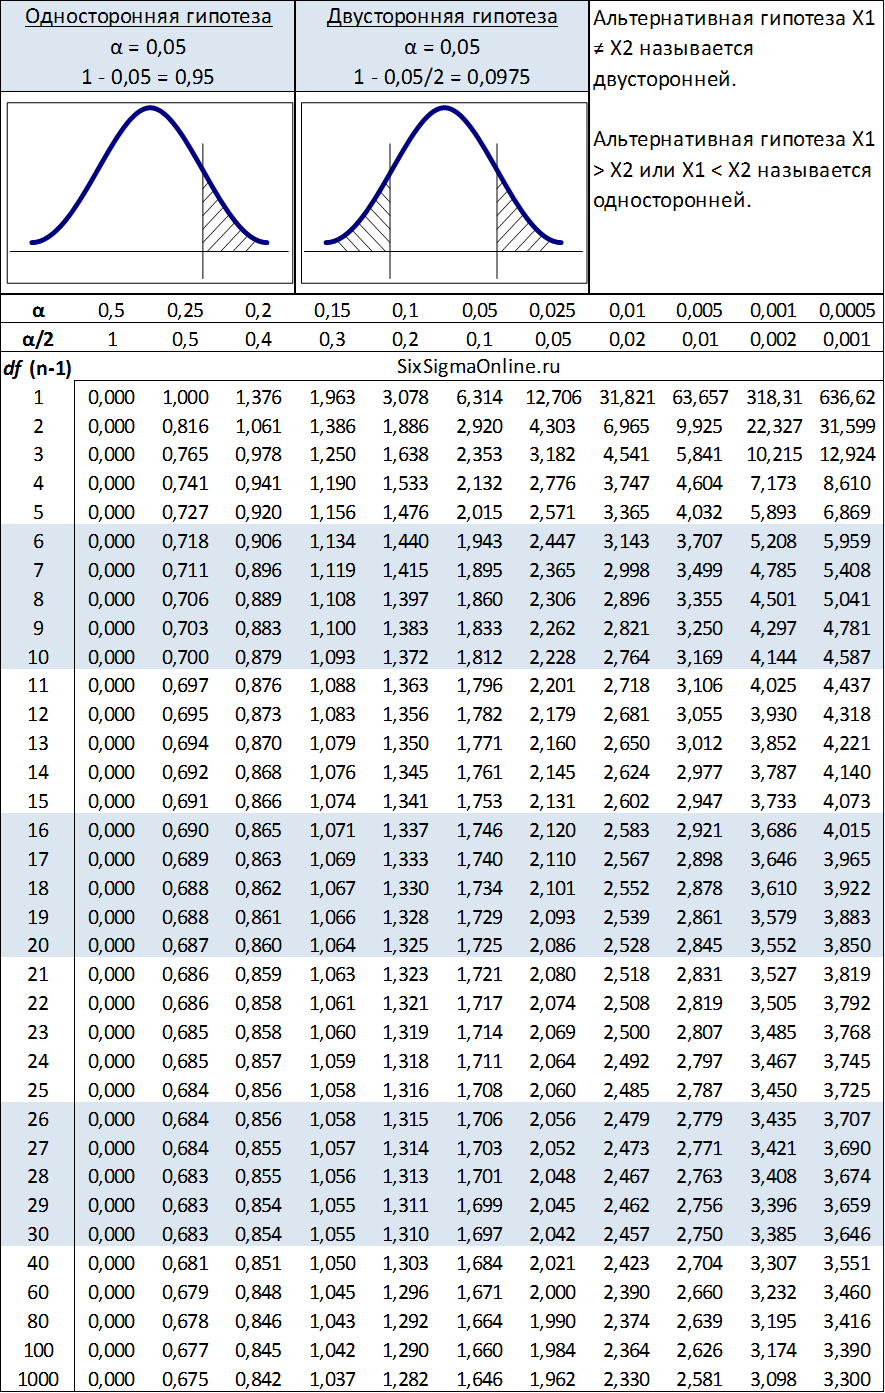 Односторонняя гипотеза
α = 0,05
1 - 0,05 = 0,95
Двусторонняя гипотеза
α = 0,05
1 - 0,05/2 = 0,0975
Альтернативная гипотеза X1
≠ X2 называется
двусторонней.
Альтернативная гипотеза X1
> X2 или X1 < X2 называется
односторонней.
α 0,5 0,25 0,2 0,15 0,1 0,05 0,025 0,01 0,005 0,001 0,0005
α/2 1 0,5 0,4 0,3 0,2 0,1 0,05 0,02 0,01 0,002 0,001
df (n-1) SixSigmaOnline.ru
1 0,000 1,000 1,376 1,963 3,078 6,314 12,706 31,821 63,657 318,31 636,62
2 0,000 0,816 1,061 1,386 1,886 2,920 4,303 6,965 9,925 22,327 31,599
3 0,000 0,765 0,978 1,250 1,638 2,353 3,182 4,541 5,841 10,215 12,924
4 0,000 0,741 0,941 1,190 1,533 2,132 2,776 3,747 4,604 7,173 8,610
5 0,000 0,727 0,920 1,156 1,476 2,015 2,571 3,365 4,032 5,893 6,869
6 0,000 0,718 0,906 1,134 1,440 1,943 2,447 3,143 3,707 5,208 5,959
7 0,000 0,711 0,896 1,119 1,415 1,895 2,365 2,998 3,499 4,785 5,408
8 0,000 0,706 0,889 1,108 1,397 1,860 2,306 2,896 3,355 4,501 5,041
9 0,000 0,703 0,883 1,100 1,383 1,833 2,262 2,821 3,250 4,297 4,781
10 0,000 0,700 0,879 1,093 1,372 1,812 2,228 2,764 3,169 4,144 4,587
11 0,000 0,697 0,876 1,088 1,363 1,796 2,201 2,718 3,106 4,025 4,437
12 0,000 0,695 0,873 1,083 1,356 1,782 2,179 2,681 3,055 3,930 4,318
13 0,000 0,694 0,870 1,079 1,350 1,771 2,160 2,650 3,012 3,852 4,221
14 0,000 0,692 0,868 1,076 1,345 1,761 2,145 2,624 2,977 3,787 4,140
15 0,000 0,691 0,866 1,074 1,341 1,753 2,131 2,602 2,947 3,733 4,073
16 0,000 0,690 0,865 1,071 1,337 1,746 2,120 2,583 2,921 3,686 4,015
17 0,000 0,689 0,863 1,069 1,333 1,740 2,110 2,567 2,898 3,646 3,965
18 0,000 0,688 0,862 1,067 1,330 1,734 2,101 2,552 2,878 3,610 3,922
19 0,000 0,688 0,861 1,066 1,328 1,729 2,093 2,539 2,861 3,579 3,883
20 0,000 0,687 0,860 1,064 1,325 1,725 2,086 2,528 2,845 3,552 3,850
21 0,000 0,686 0,859 1,063 1,323 1,721 2,080 2,518 2,831 3,527 3,819
22 0,000 0,686 0,858 1,061 1,321 1,717 2,074 2,508 2,819 3,505 3,792
23 0,000 0,685 0,858 1,060 1,319 1,714 2,069 2,500 2,807 3,485 3,768
24 0,000 0,685 0,857 1,059 1,318 1,711 2,064 2,492 2,797 3,467 3,745
25 0,000 0,684 0,856 1,058 1,316 1,708 2,060 2,485 2,787 3,450 3,725
26 0,000 0,684 0,856 1,058 1,315 1,706 2,056 2,479 2,779 3,435 3,707
27 0,000 0,684 0,855 1,057 1,314 1,703 2,052 2,473 2,771 3,421 3,690
28 0,000 0,683 0,855 1,056 1,313 1,701 2,048 2,467 2,763 3,408 3,674
29 0,000 0,683 0,854 1,055 1,311 1,699 2,045 2,462 2,756 3,396 3,659
30 0,000 0,683 0,854 1,055 1,310 1,697 2,042 2,457 2,750 3,385 3,646
40 0,000 0,681 0,851 1,050 1,303 1,684 2,021 2,423 2,704 3,307 3,551
60 0,000 0,679 0,848 1,045 1,296 1,671 2,000 2,390 2,660 3,232 3,460
80 0,000 0,678 0,846 1,043 1,292 1,664 1,990 2,374 2,639 3,195 3,416
100 0,000 0,677 0,845 1,042 1,290 1,660 1,984 2,364 2,626 3,174 3,390
1000 0,000 0,675 0,842 1,037 1,282 1,646 1,962 2,330 2,581 3,098 3,300